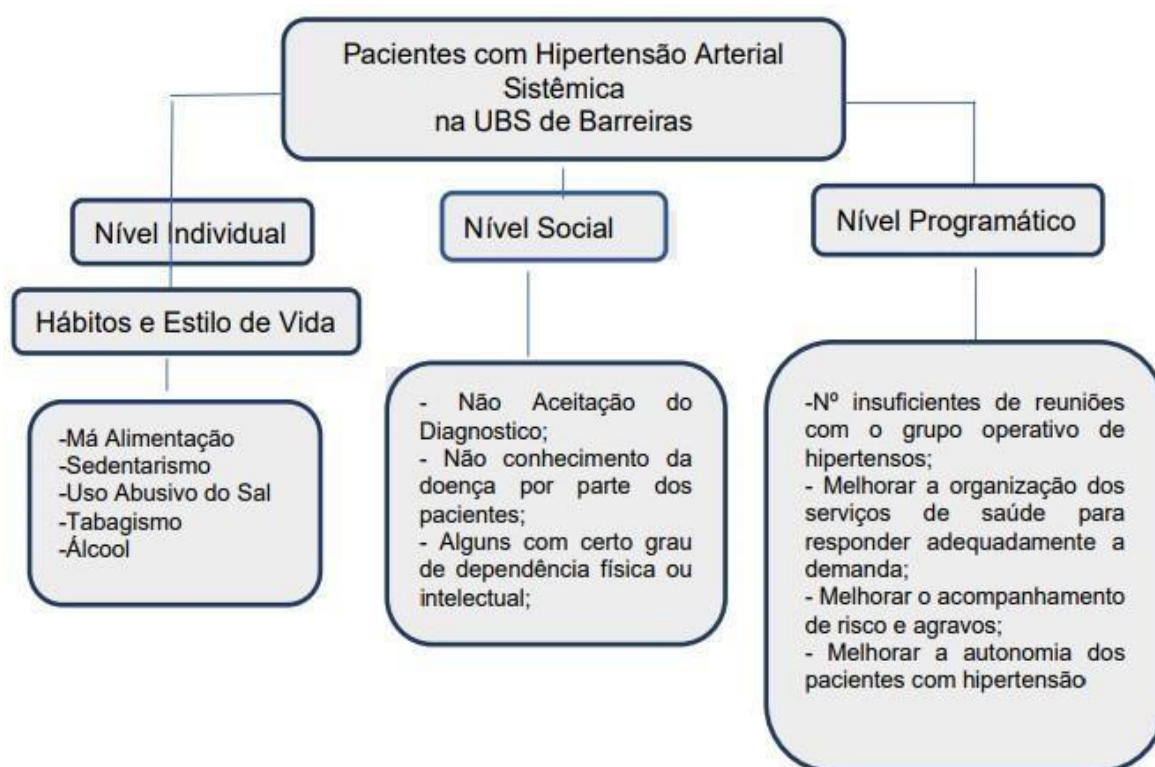 Pacientes com Hipertensão Arterial
Sistêmica
na UBS de Barreiras
Nível Individual
Hábitos e Estilo de Vida
-Má Alimentação
-Sedentarismo
-Uso Abusivo do Sal
-Tabagismo
-Álcool
Nível Social
- Não Aceitação do
Diagnostico;
- Não conhecimento da
doença por parte dos
pacientes;
- Alguns com certo grau
de dependência física ou
intelectual;
Nível Programático
-Nº insuficientes de reuniões
com o grupo operativo de
hipertensos;
- Melhorar a organização dos
serviços de saúde para
responder adequadamente a
demanda;
- Melhorar o acompanhamento
de risco e agravos;
- Melhorar a autonomia dos
pacientes com hipertensão